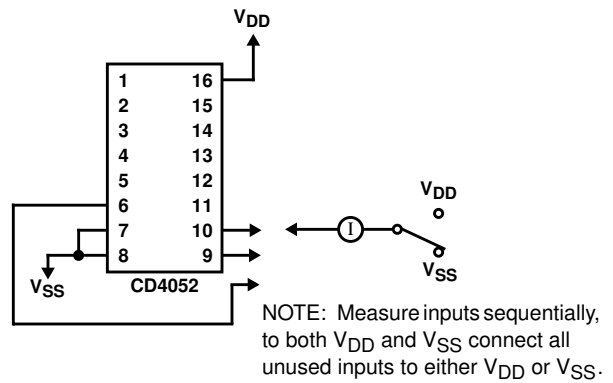 VDD
1 16
2 15
3 14
4 13
5 12
6 11
7 10
8 9
VSS
CD4052
I
VDD
VSS
NOTE: Measure inputs sequentially,
to both VDD and VSS connect all
unused inputs to either VDD or VSS.